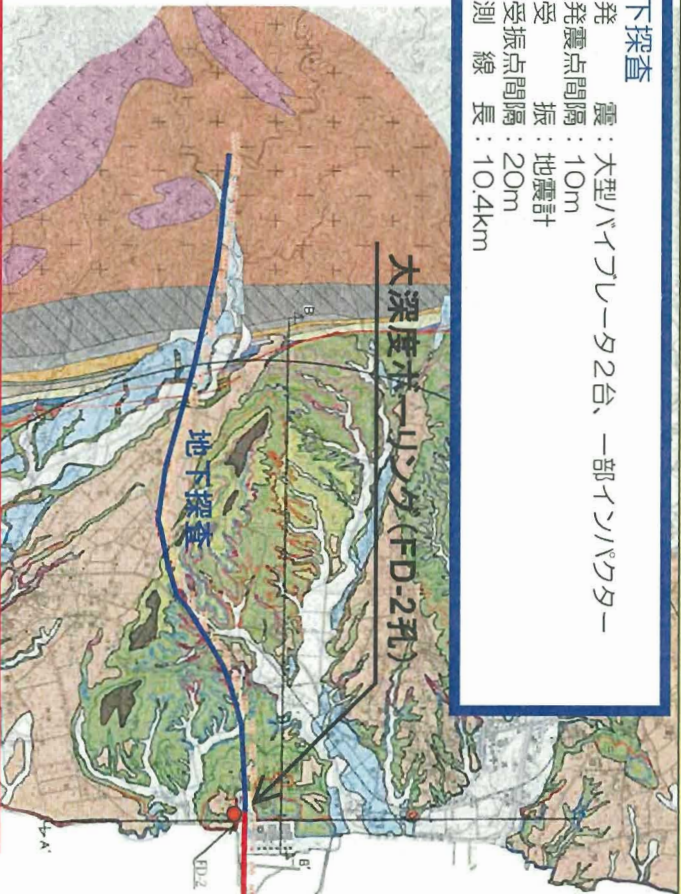 下探査
発震：大型バイブレータ2台、一部インパクター
発震点間隔：10m
受振：地震計
受振点間隔：20m
測線長：10.4km
大深度ボーリング(FD-2孔)
地下探査
B
B'
A'
FD-2